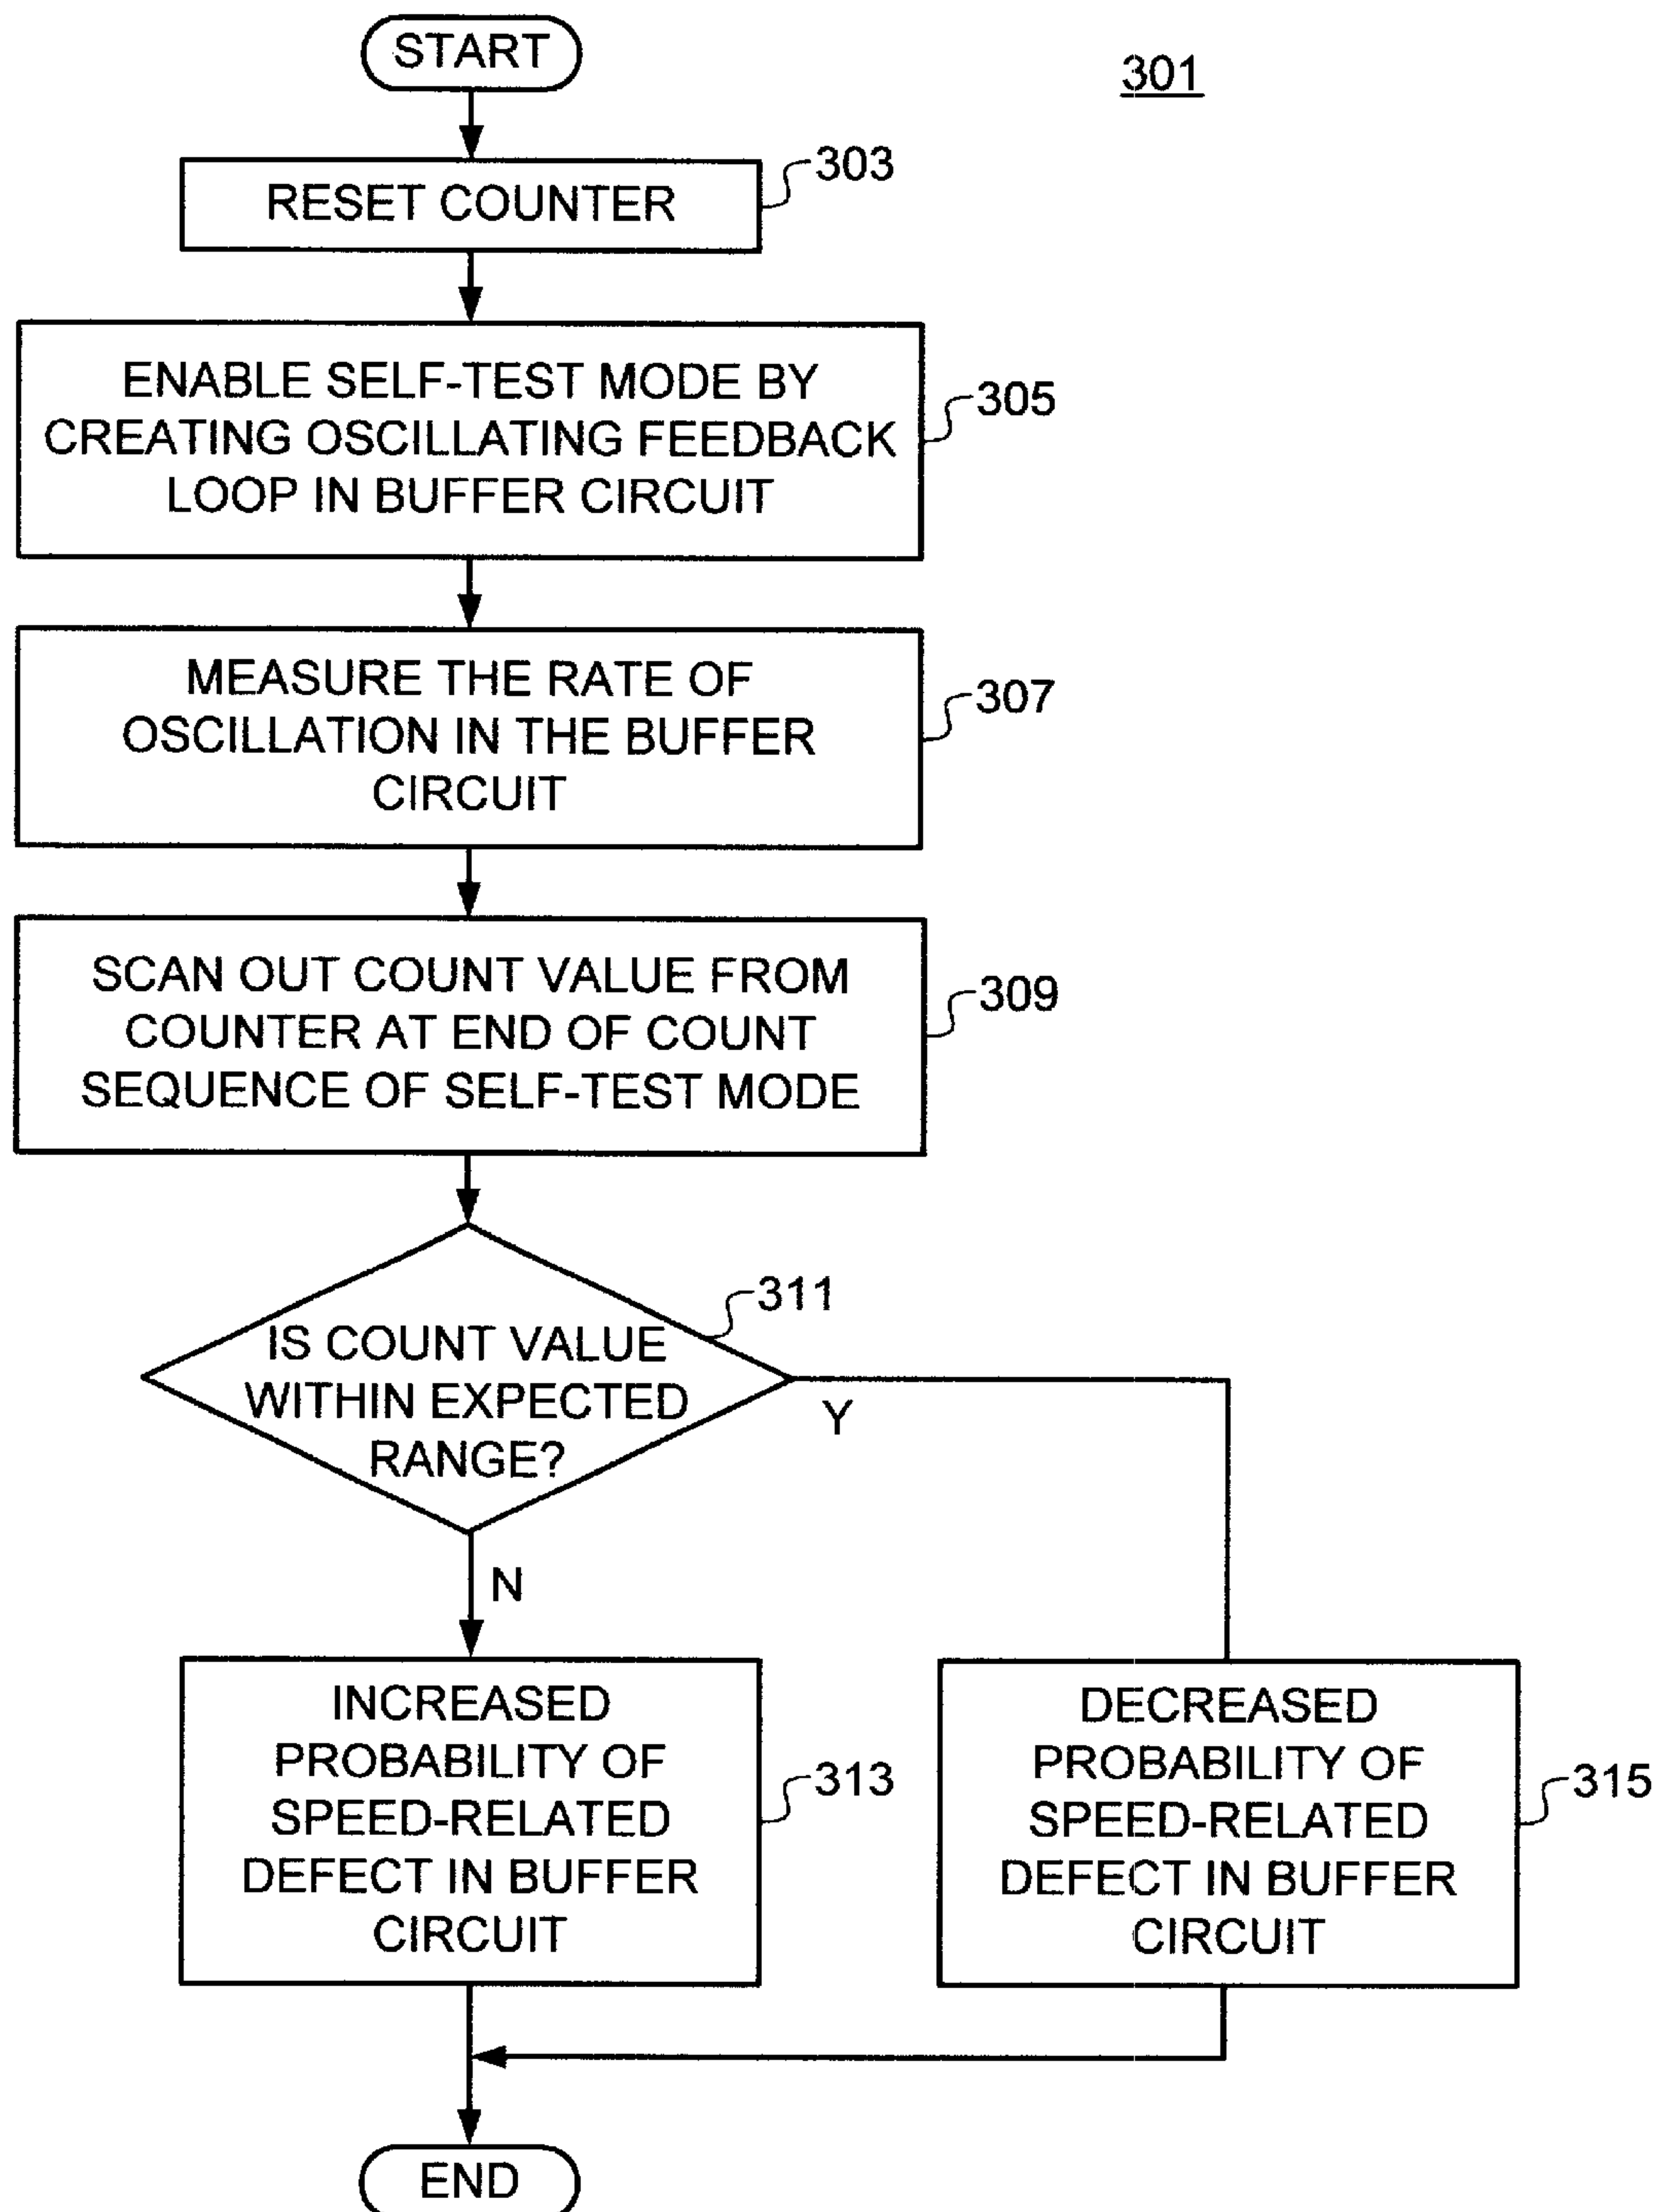 START
301
303
RESET COUNTER
ENABLE SELF-TEST MODE BY
CREATING OSCILLATING FEEDBACK
LOOP IN BUFFER CIRCUIT
305
MEASURE THE RATE OF
OSCILLATION IN THE BUFFER
CIRCUIT
307
SCAN OUT COUNT VALUE FROM
COUNTER AT END OF COUNT
SEQUENCE OF SELF-TEST MODE
309
311
IS COUNT VALUE
WITHIN EXPECTED
RANGE?
Y
N
INCREASED
PROBABILITY OF
SPEED-RELATED
DEFECT IN BUFFER
CIRCUIT
313
DECREASED
PROBABILITY OF
SPEED-RELATED
DEFECT IN BUFFER
CIRCUIT
315
END